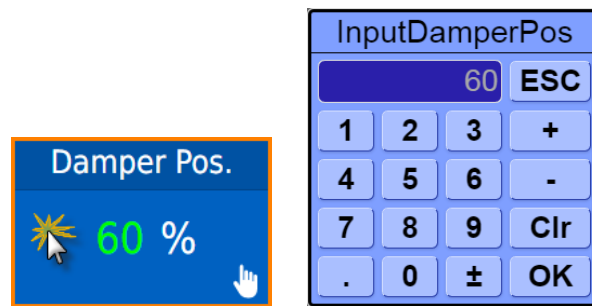 Damper Pos.
60 %
InputDamperPos
60 ESC
1 2 3 +
4 5 6 -
7 8 9 Clr
. 0 ± OK